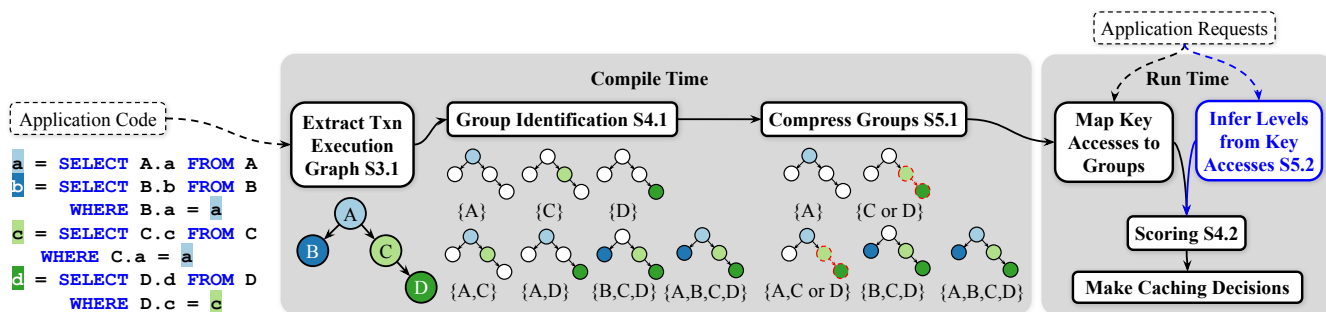 Application Requests
Compile Time
Run Time
Application Code
a = SELECT A.a FROM A
b = SELECT B.b FROM B
WHERE B.a = a
c = SELECT C.c FROM C
WHERE C.a = a
d = SELECT D.d FROM D
WHERE D.c = c
Extract Txn
Execution
Graph S3.1
A
B
C
D
Group Identification S4.1
{A}
{C}
{D}
{A,C}
{A,D}
{B,C,D}
{A,B,C,D}
Compress Groups S5.1
{A}
{C or D}
{A,C or D}
{B,C,D}
{A,B,C,D}
Map Key
Accesses to
Groups
Infer Levels
from Key
Accesses S5.2
Scoring S4.2
Make Caching Decisions